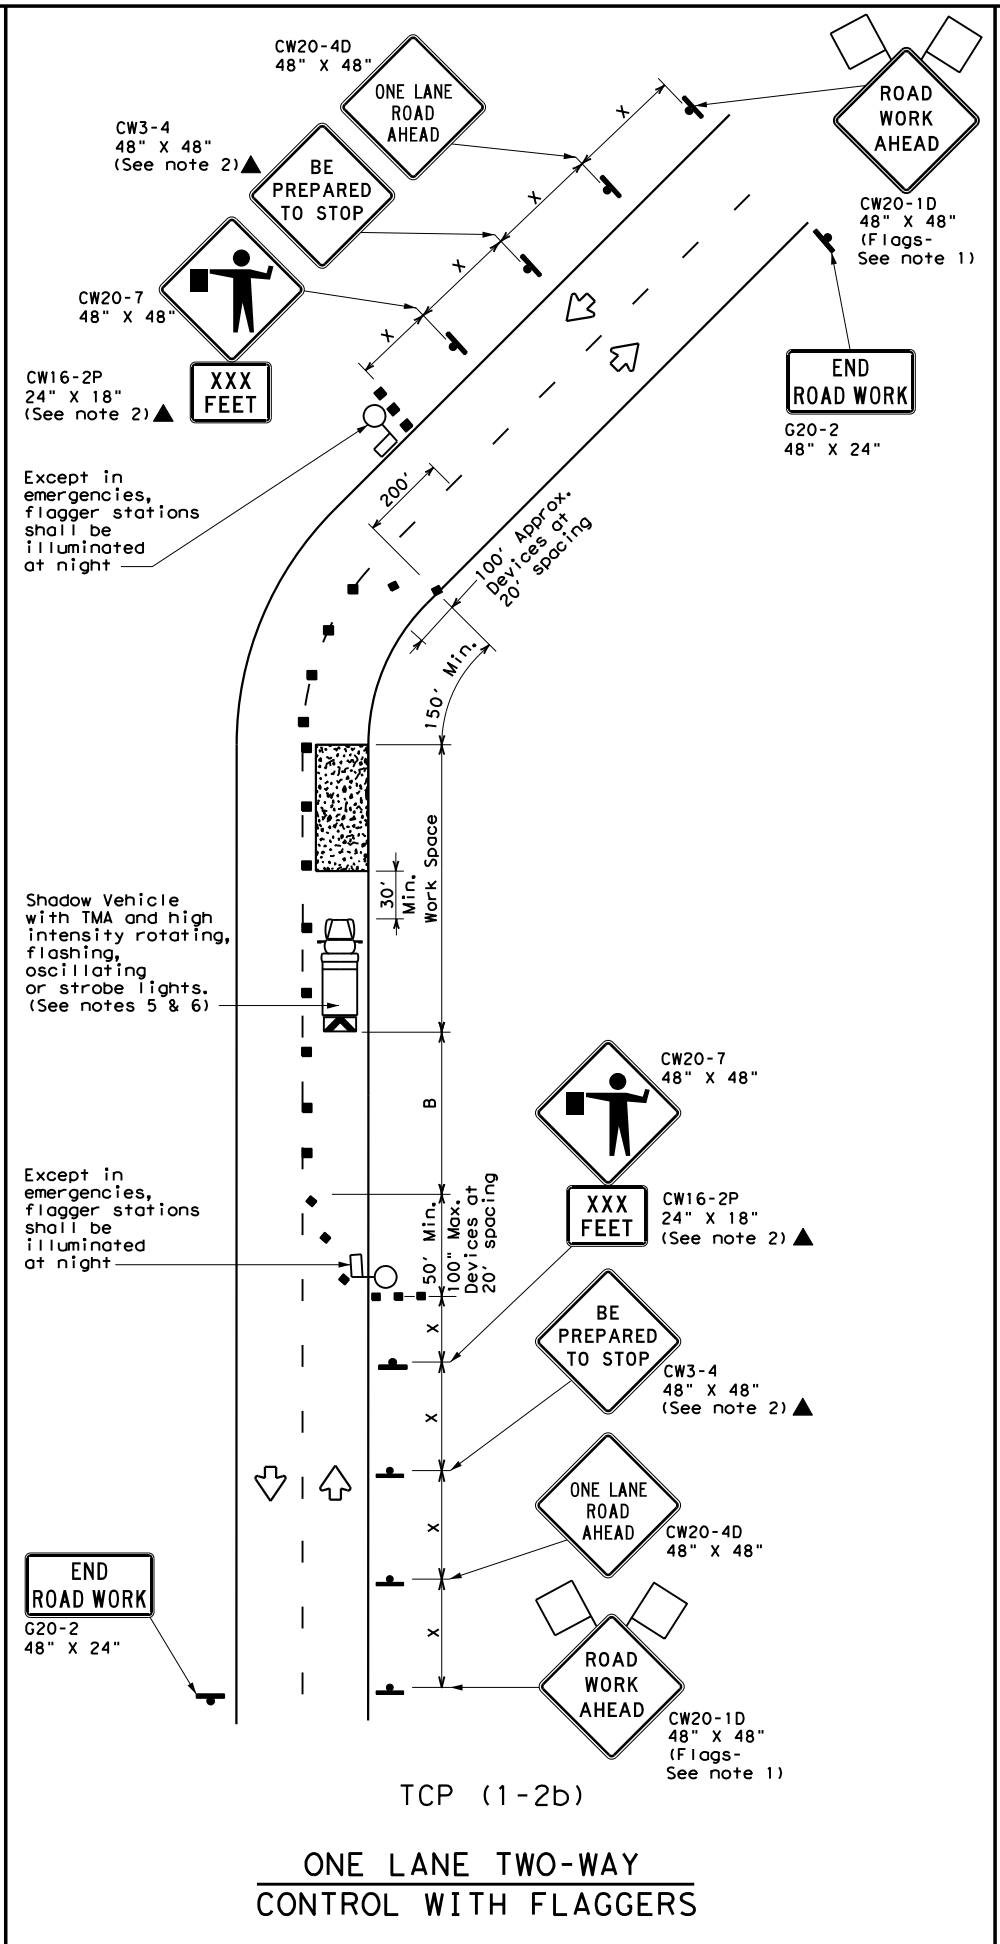 CW20-4D
48" X 48"
ONE LANE
ROAD
AHEAD
ROAD
WORK
AHEAD
CW20-1D
48" X 48"
(Flags-
See note 1)
CW3-4
48" X 48"
(See note 2)
BE
PREPARED
TO STOP
CW20-7
48" X 48"
CW16-2P
24" X 18"
(See note 2)
XXX
FEET
X
X
X
X
END
ROAD WORK
G20-2
48" X 24"
Except in
emergencies,
flagger stations
shall be
illuminated
at night
200'
100' Approx.
Devices at
20' spacing
150' Min.
30'
Min.
Work Space
Shadow Vehicle
with TMA and high
intensity rotating,
flashing,
oscillating
or strobe lights.
(See notes 5 & 6)
B
CW20-7
48" X 48"
XXX
FEET
CW16-2P
24" X 18"
(See note 2)
Except in
emergencies,
flagger stations
shall be
illuminated
at night
50' Min.
100" Max.
Devices at
20' spacing
X
BE
PREPARED
TO STOP
CW3-4
48" X 48"
(See note 2)
X
ONE LANE
ROAD
AHEAD
CW20-4D
48" X 48"
X
X
END
ROAD WORK
G20-2
48" X 24"
ROAD
WORK
AHEAD
CW20-1D
48" X 48"
(Flags-
See note 1)
TCP (1-2b)
ONE LANE TWO-WAY
CONTROL WITH FLAGGERS